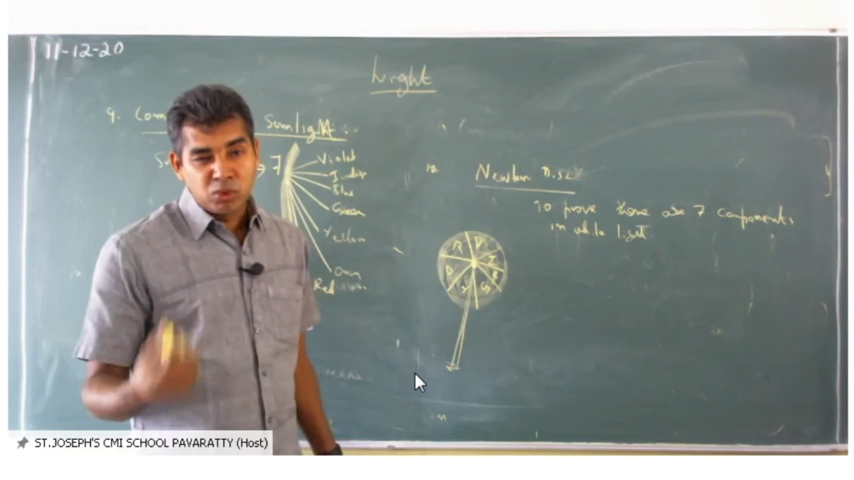 11-12-20
Light
9. Com Sunlight :-
7
Violet
Indigo
Blue
Green
Yellow
Oran
Red
Newton Disc
To prove there are 7 components
in white light
R V I B G Y O
ST.JOSEPH'S CMI SCHOOL PAVARATTY (Host)